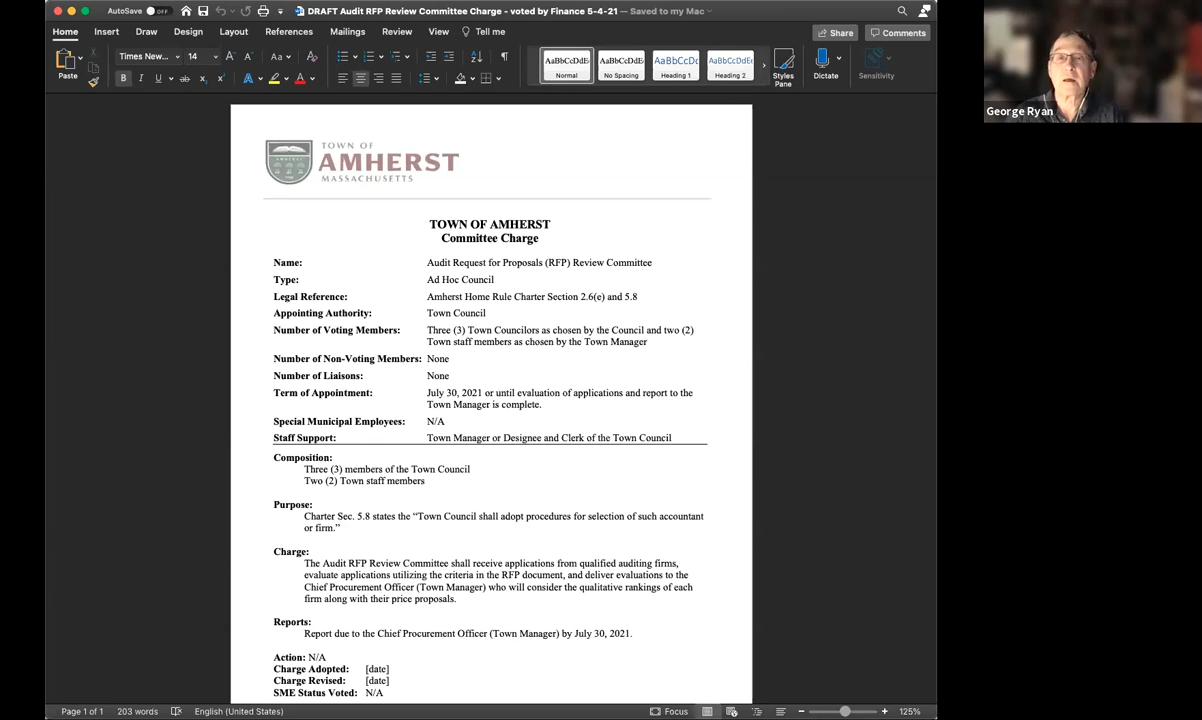 AutoSave OFF DRAFT Audit RFP Review Committee Charge - voted by Finance 5-4-21 — Saved to my Mac
Home Insert Draw Design Layout References Mailings Review View Tell me Share Comments
Paste Times New... 14 A A Aa A
B I U ab x x A A
AaBbCcDdE Normal
AaBbCcDdE No Spacing
AaBbCcDc Heading 1
AaBbCcDdEe Heading 2
Styles Pane
Dictate
Sensitivity
George Ryan
TOWN OF
AMHERST
MASSACHUSETTS
TOWN OF AMHERST
Committee Charge
Name: Audit Request for Proposals (RFP) Review Committee
Type: Ad Hoc Council
Legal Reference: Amherst Home Rule Charter Section 2.6(e) and 5.8
Appointing Authority: Town Council
Number of Voting Members: Three (3) Town Councilors as chosen by the Council and two (2)
Town staff members as chosen by the Town Manager
Number of Non-Voting Members: None
Number of Liaisons: None
Term of Appointment: July 30, 2021 or until evaluation of applications and report to the
Town Manager is complete.
Special Municipal Employees: N/A
Staff Support: Town Manager or Designee and Clerk of the Town Council
Composition:
Three (3) members of the Town Council
Two (2) Town staff members
Purpose:
Charter Sec. 5.8 states the “Town Council shall adopt procedures for selection of such accountant
or firm.”
Charge:
The Audit RFP Review Committee shall receive applications from qualified auditing firms,
evaluate applications utilizing the criteria in the RFP document, and deliver evaluations to the
Chief Procurement Officer (Town Manager) who will consider the qualitative rankings of each
firm along with their price proposals.
Reports:
Report due to the Chief Procurement Officer (Town Manager) by July 30, 2021.
Action: N/A
Charge Adopted: [date]
Charge Revised: [date]
SME Status Voted: N/A
Page 1 of 1 203 words English (United States) Focus 125%